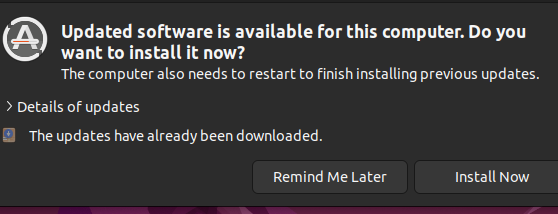 Updated software is available for this computer. Do you
want to install it now?
The computer also needs to restart to finish installing previous updates.
Details of updates
The updates have already been downloaded.
Remind Me Later
Install Now